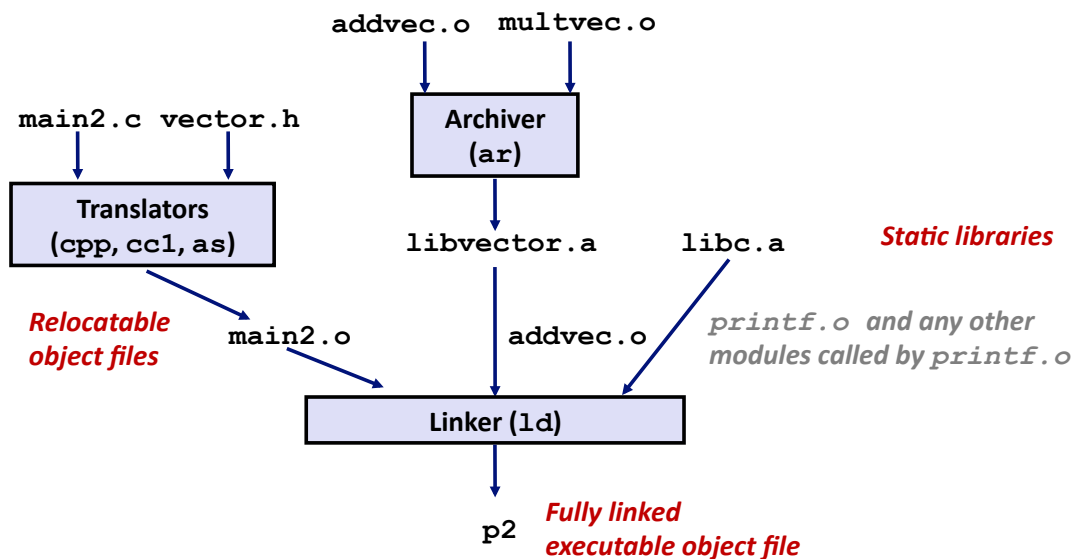 addvec.o multvec.o
main2.c vector.h
Archiver
(ar)
Translators
(cpp, cc1, as)
libvector.a
libc.a
Static libraries
Relocatable
object files
main2.o
addvec.o
printf.o and any other
modules called by printf.o
Linker (ld)
p2
Fully linked
executable object file